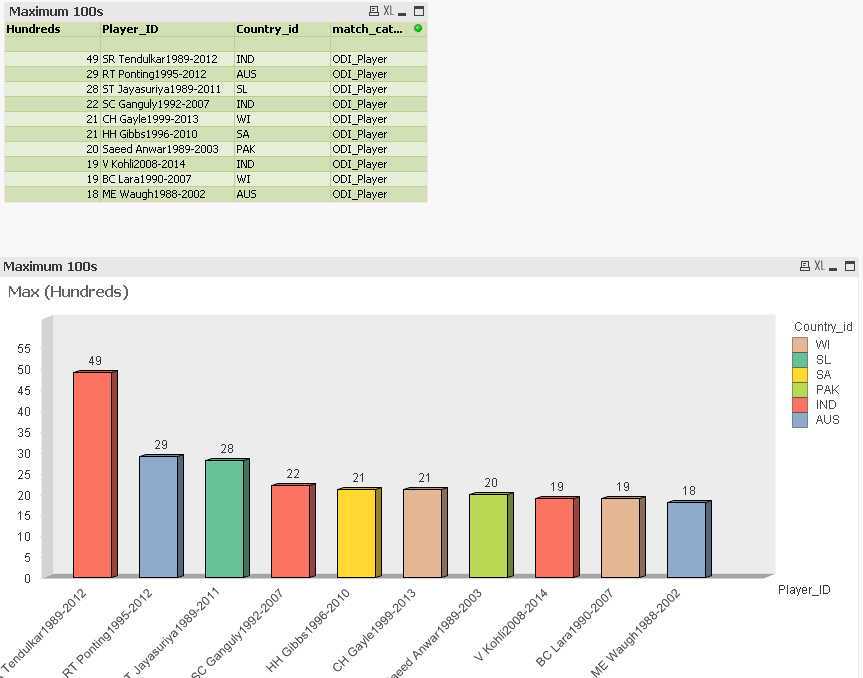 Maximum 100s XL
Hundreds Player_ID Country_id match_cat...
49 SR Tendulkar1989-2012 IND ODI_Player
29 RT Ponting1995-2012 AUS ODI_Player
28 ST Jayasuriya1989-2011 SL ODI_Player
22 SC Ganguly1992-2007 IND ODI_Player
21 CH Gayle1999-2013 WI ODI_Player
21 HH Gibbs1996-2010 SA ODI_Player
20 Saeed Anwar1989-2003 PAK ODI_Player
19 V Kohli2008-2014 IND ODI_Player
19 BC Lara1990-2007 WI ODI_Player
18 ME Waugh1988-2002 AUS ODI_Player
Maximum 100s XL
Max (Hundreds)
Country_id
WI
SL
SA
PAK
IND
AUS
55
50
45
40
35
30
25
20
15
10
5
0
49
29
28
22
21
21
20
19
19
18
Tendulkar1989-2012
RT Ponting1995-2012
T Jayasuriya1989-2011
SC Ganguly1992-2007
HH Gibbs1996-2010
CH Gayle1999-2013
aeed Anwar1989-2003
V Kohli2008-2014
BC Lara1990-2007
ME Waugh1988-2002
Player_ID